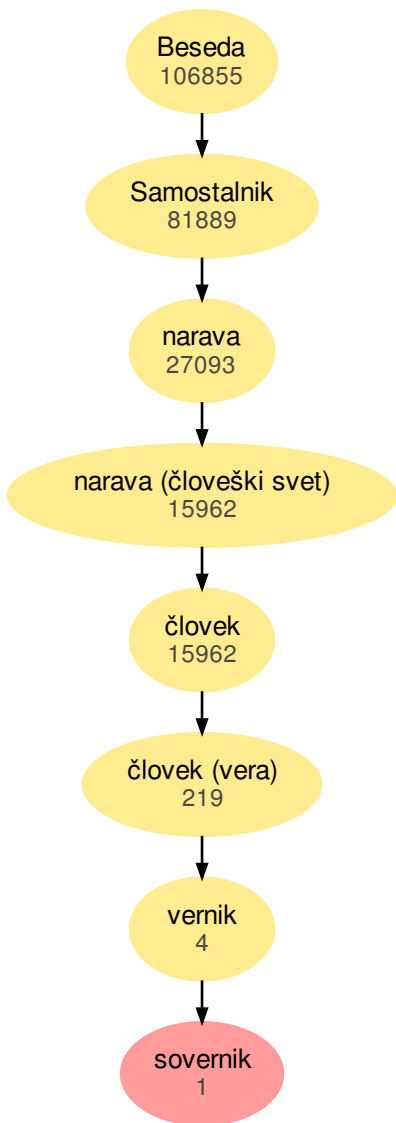 Beseda
106855
Samostalnik
81889
narava
27093
narava (človeški svet)
15962
človek
15962
človek (vera)
219
vernik
4
sovernik
1